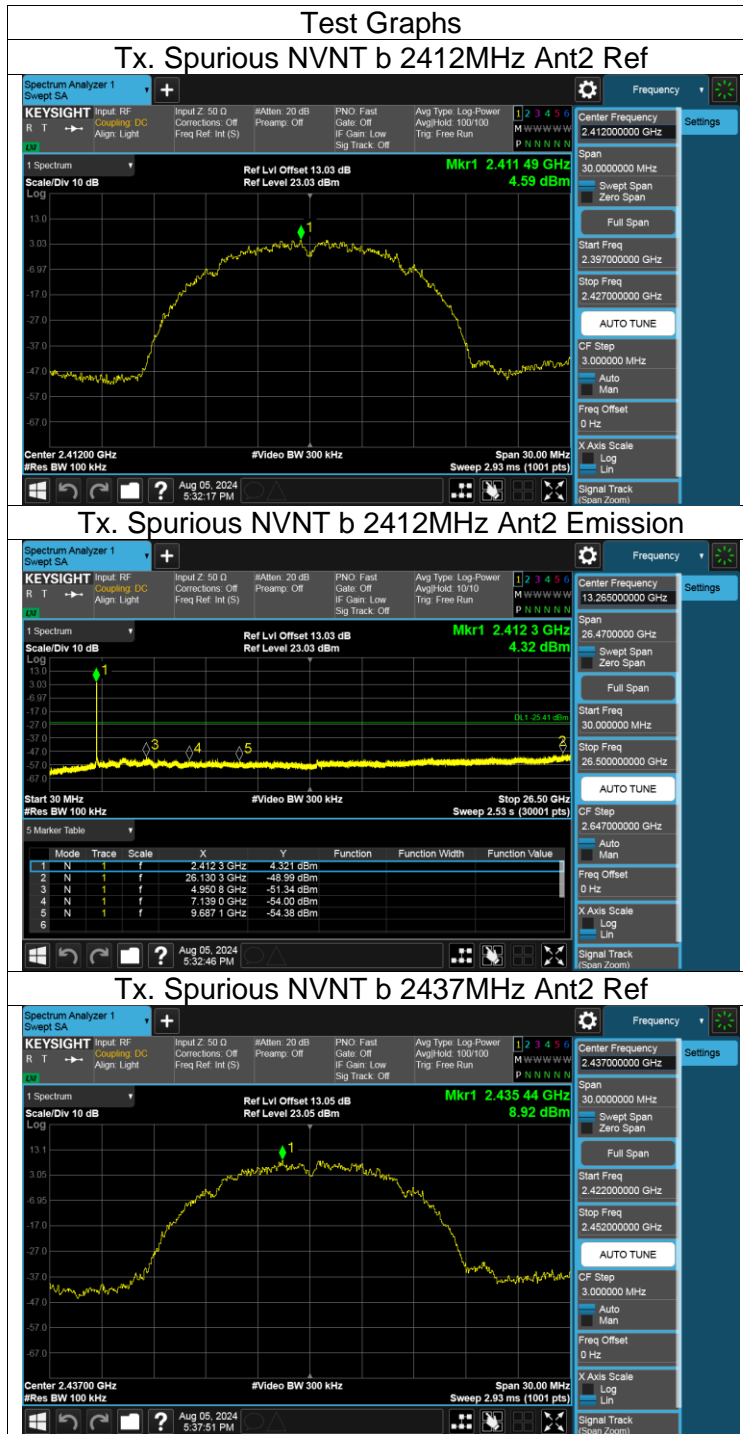 Test Graphs
Tx. Spurious NVNT b 2412MHz Ant2 Ref
Spectrum Analyzer 1
Swept SA
+
Frequency
KEYSIGHT Input: RF Input Z: 50 Ω #Atten: 20 dB PNO: Fast Avg Type: Log-Power 1 2 3 4 5 6
R T Coupling: DC Corrections: Off Preamp: Off Gate: Off Avg|Hold: 100/100 M W W W W W
Align: Light Freq Ref: Int (S) IF Gain: Low Trig: Free Run
Sig Track: Off P N N N N N
LXI
Center Frequency
2.412000000 GHz
Settings
Span
30.0000000 MHz
Swept Span
Zero Span
Full Span
Start Freq
2.397000000 GHz
Stop Freq
2.427000000 GHz
AUTO TUNE
CF Step
3.000000 MHz
Auto
Man
Freq Offset
0 Hz
X Axis Scale
Log
Lin
Signal Track
(Span Zoom)
1 Spectrum
Ref Lvl Offset 13.03 dB
Mkr1 2.411 49 GHz
Scale/Div 10 dB
Ref Level 23.03 dBm
4.59 dBm
Log
13.0
1
3.03
-6.97
-17.0
-27.0
-37.0
-47.0
-57.0
-67.0
Center 2.41200 GHz #Video BW 300 kHz Span 30.00 MHz
#Res BW 100 kHz Sweep 2.93 ms (1001 pts)
? Aug 05, 2024
5:32:17 PM
Tx. Spurious NVNT b 2412MHz Ant2 Emission
Spectrum Analyzer 1
Swept SA
+
Frequency
KEYSIGHT Input: RF Input Z: 50 Ω #Atten: 20 dB PNO: Fast Avg Type: Log-Power 1 2 3 4 5 6
R T Coupling: DC Corrections: Off Preamp: Off Gate: Off Avg|Hold: 10/10 M W W W W W
Align: Light Freq Ref: Int (S) IF Gain: Low Trig: Free Run
Sig Track: Off P N N N N N
LXI
Center Frequency
13.265000000 GHz
Settings
Span
26.4700000 GHz
Swept Span
Zero Span
Full Span
Start Freq
30.000000 MHz
Stop Freq
26.500000000 GHz
AUTO TUNE
CF Step
2.647000000 GHz
Auto
Man
Freq Offset
0 Hz
X Axis Scale
Log
Lin
Signal Track
(Span Zoom)
1 Spectrum
Ref Lvl Offset 13.03 dB
Mkr1 2.412 3 GHz
Scale/Div 10 dB
Ref Level 23.03 dBm
4.32 dBm
Log
13.0
1
3.03
-6.97
-17.0
DL1 -25.41 dBm
-27.0
-37.0
3 4 5 2
-47.0
-57.0
-67.0
Start 30 MHz #Video BW 300 kHz Stop 26.50 GHz
#Res BW 100 kHz Sweep 2.53 s (30001 pts)
5 Marker Table
Mode Trace Scale X Y Function Function Width Function Value
1 N 1 f 2.412 3 GHz 4.321 dBm
2 N 1 f 26.130 3 GHz -48.99 dBm
3 N 1 f 4.950 8 GHz -51.34 dBm
4 N 1 f 7.139 0 GHz -54.00 dBm
5 N 1 f 9.687 1 GHz -54.38 dBm
6
? Aug 05, 2024
5:32:46 PM
Tx. Spurious NVNT b 2437MHz Ant2 Ref
Spectrum Analyzer 1
Swept SA
+
Frequency
KEYSIGHT Input: RF Input Z: 50 Ω #Atten: 20 dB PNO: Fast Avg Type: Log-Power 1 2 3 4 5 6
R T Coupling: DC Corrections: Off Preamp: Off Gate: Off Avg|Hold: 100/100 M W W W W W
Align: Light Freq Ref: Int (S) IF Gain: Low Trig: Free Run
Sig Track: Off P N N N N N
LXI
Center Frequency
2.437000000 GHz
Settings
Span
30.0000000 MHz
Swept Span
Zero Span
Full Span
Start Freq
2.422000000 GHz
Stop Freq
2.452000000 GHz
AUTO TUNE
CF Step
3.000000 MHz
Auto
Man
Freq Offset
0 Hz
X Axis Scale
Log
Lin
Signal Track
(Span Zoom)
1 Spectrum
Ref Lvl Offset 13.05 dB
Mkr1 2.435 44 GHz
Scale/Div 10 dB
Ref Level 23.05 dBm
8.92 dBm
Log
13.1
1
3.05
-6.95
-17.0
-27.0
-37.0
-47.0
-57.0
-67.0
Center 2.43700 GHz #Video BW 300 kHz Span 30.00 MHz
#Res BW 100 kHz Sweep 2.93 ms (1001 pts)
? Aug 05, 2024
5:37:51 PM